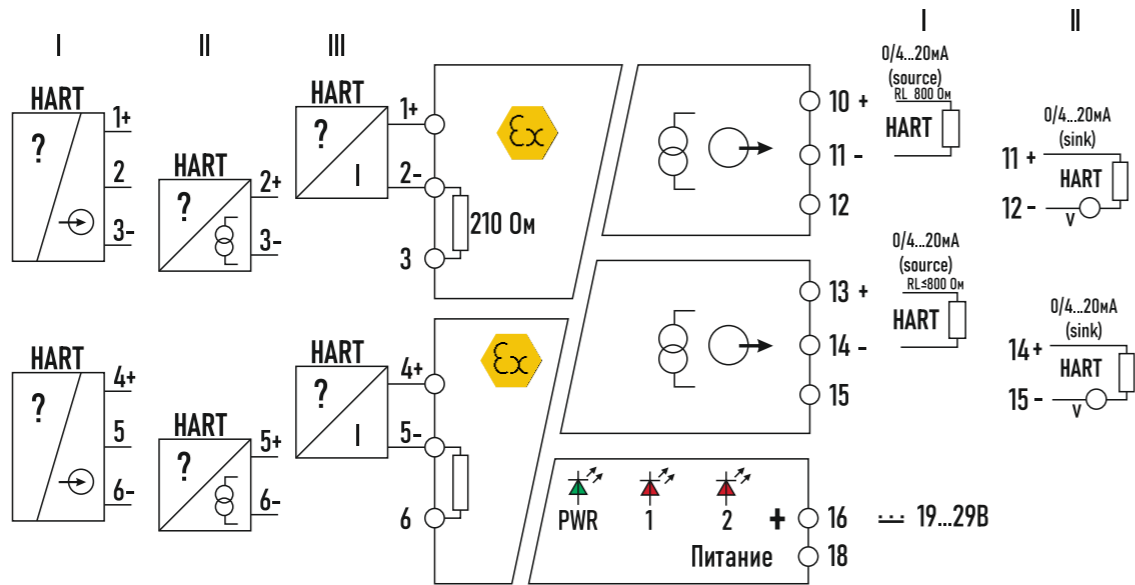 I
II
III
I
II
HART
?
1+
2
3-
HART
?
2+
3-
HART
?
I
1+
2-
3
210 Ом
Ex
10 +
11 -
12
0/4...20мА
(source)
RL 800 Ом
HART
0/4...20мА
(sink)
11 +
HART
12 -
V
HART
?
4+
5
6-
HART
?
5+
6-
HART
?
I
4+
5-
6
Ex
13 +
14 -
15
0/4...20мА
(source)
RL≤800 Ом
HART
0/4...20мА
(sink)
14+
HART
15 -
V
PWR
1
2
+
16
19...29В
Питание
18